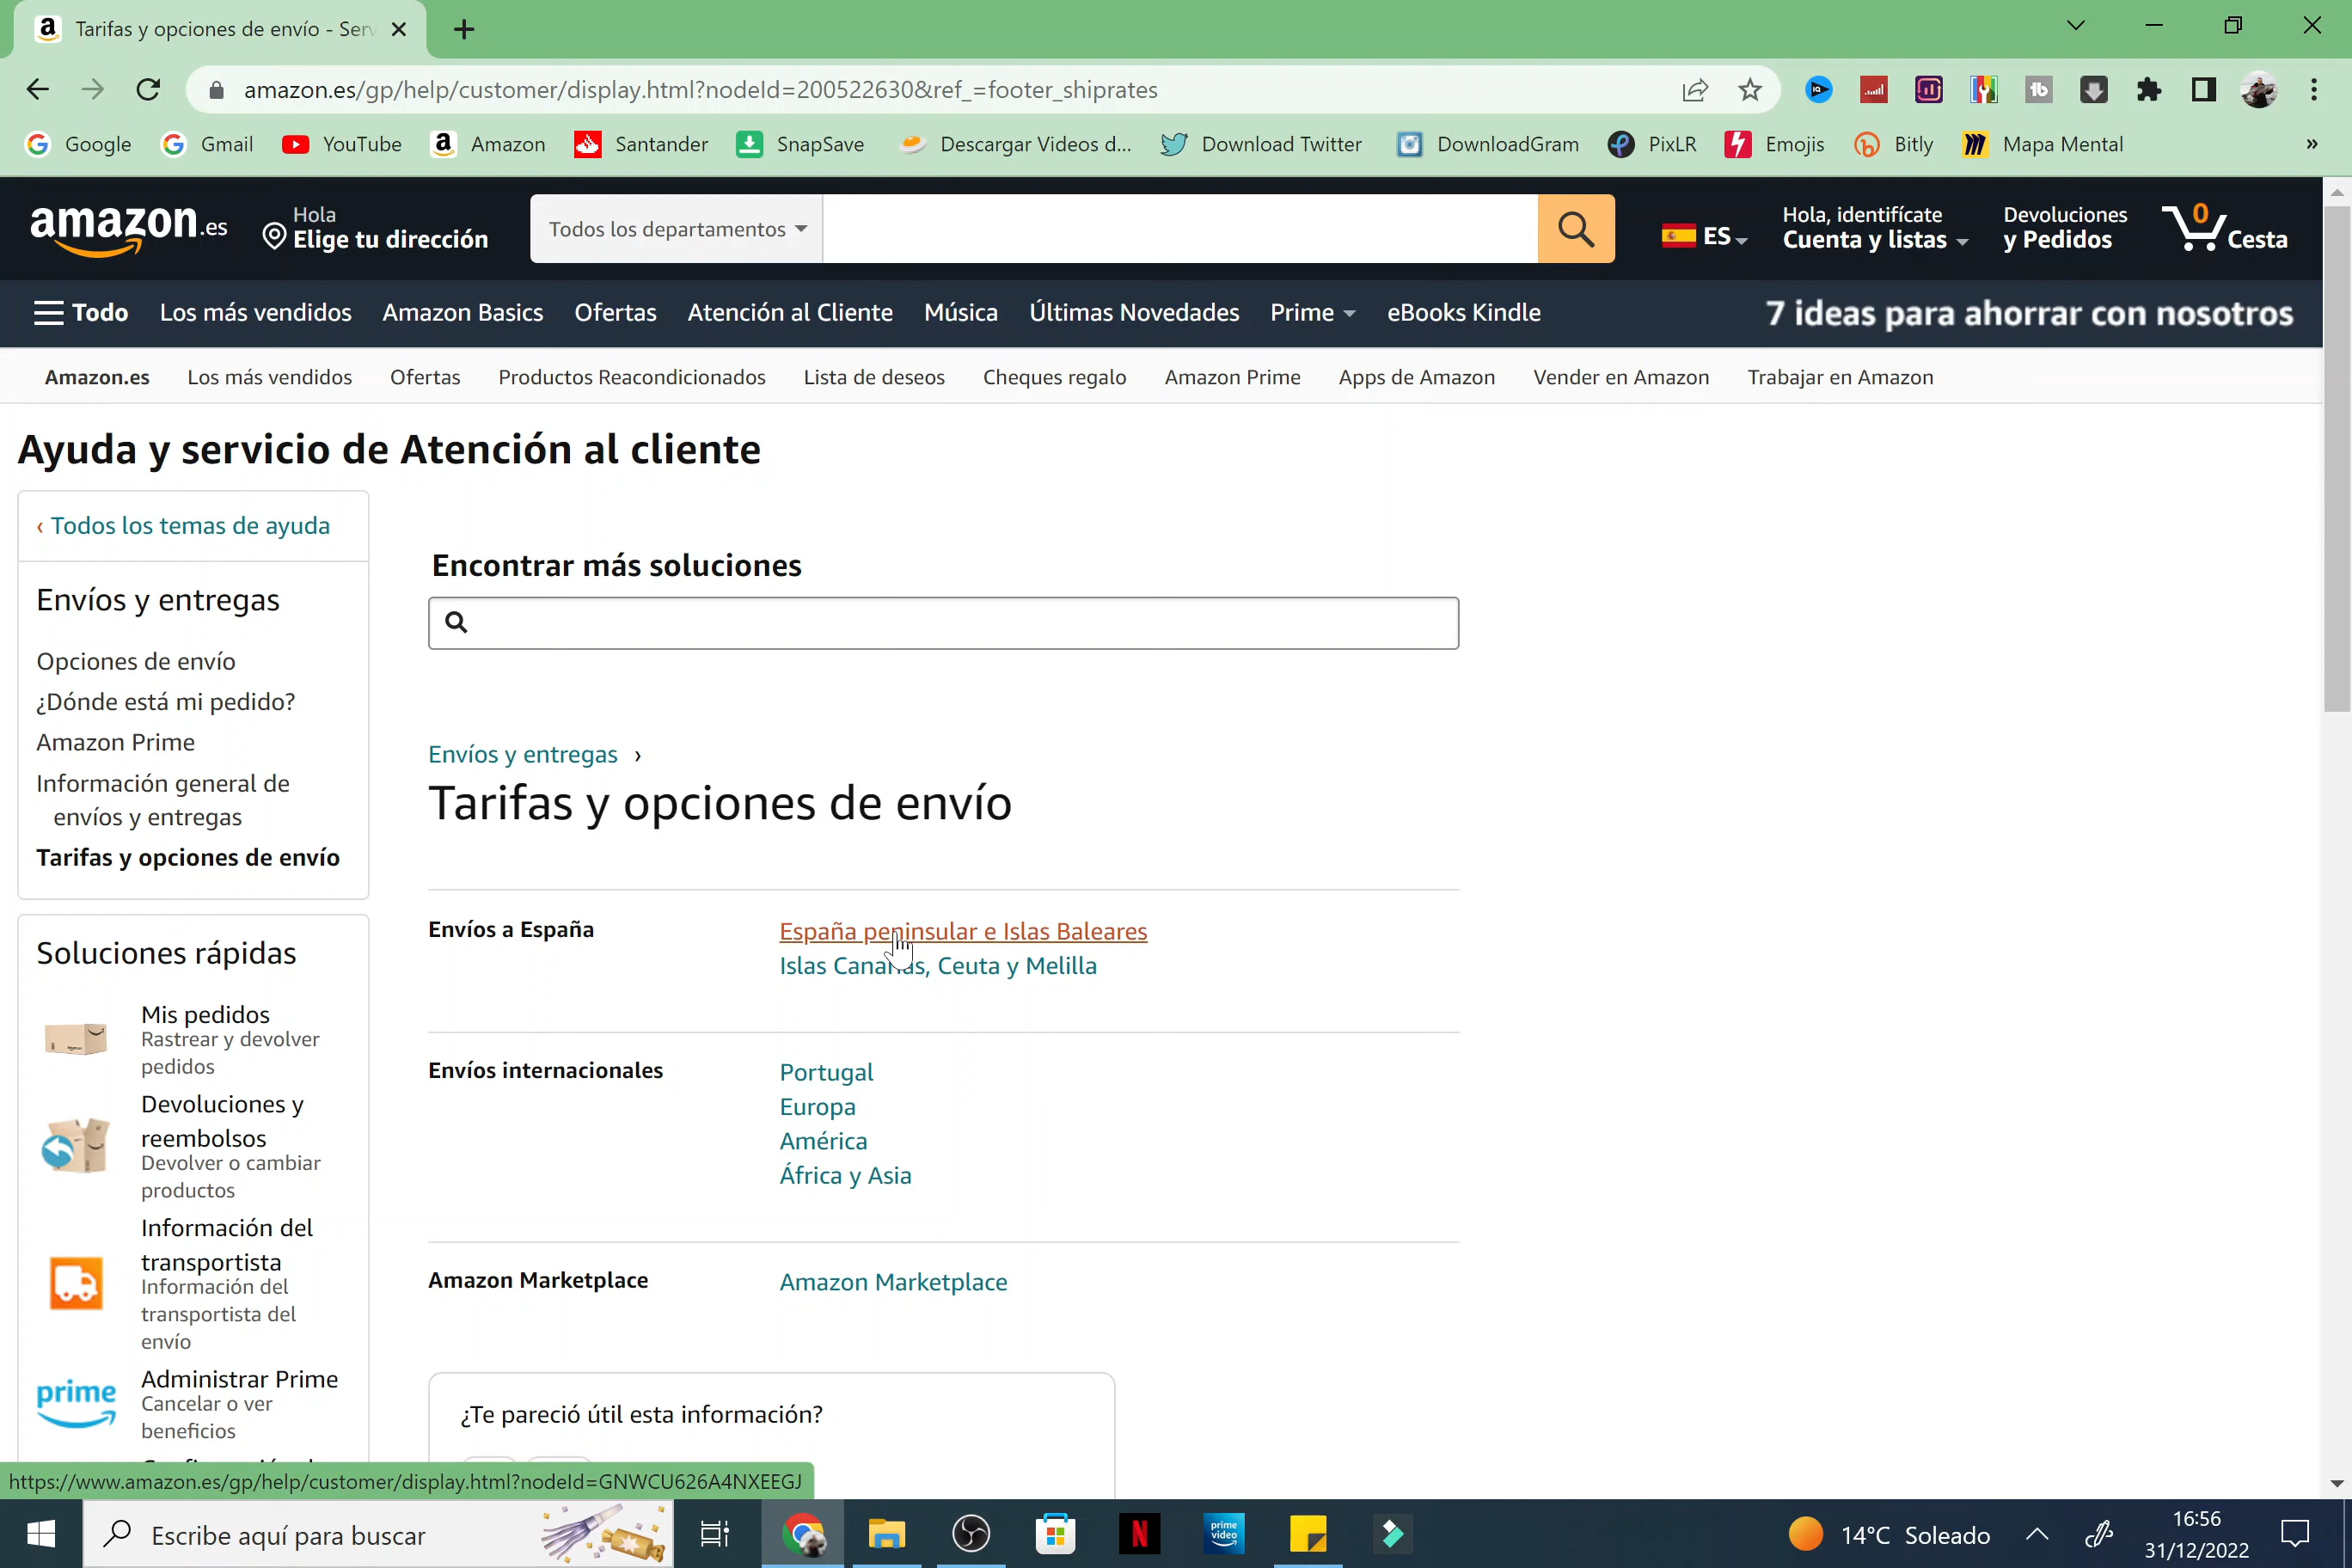 Tarifas y opciones de envío - Serv
amazon.es/gp/help/customer/display.html?nodeId=200522630&ref_=footer_shiprates
Google Gmail YouTube Amazon Santander SnapSave Descargar Videos d... Download Twitter DownloadGram PixLR Emojis Bitly Mapa Mental »
amazon.es
Hola
Elige tu dirección
Todos los departamentos
ES
Hola, identifícate
Cuenta y listas
Devoluciones
y Pedidos
0
Cesta
Todo Los más vendidos Amazon Basics Ofertas Atención al Cliente Música Últimas Novedades Prime eBooks Kindle
7 ideas para ahorrar con nosotros
Amazon.es Los más vendidos Ofertas Productos Reacondicionados Lista de deseos Cheques regalo Amazon Prime Apps de Amazon Vender en Amazon Trabajar en Amazon
Ayuda y servicio de Atención al cliente
‹ Todos los temas de ayuda
Envíos y entregas
Opciones de envío
¿Dónde está mi pedido?
Amazon Prime
Información general de
envíos y entregas
Tarifas y opciones de envío
Soluciones rápidas
Mis pedidos
Rastrear y devolver
pedidos
Devoluciones y
reembolsos
Devolver o cambiar
productos
Información del
transportista
Información del
transportista del
envío
prime
Administrar Prime
Cancelar o ver
beneficios
Encontrar más soluciones
Envíos y entregas ›
Tarifas y opciones de envío
Envíos a España
España peninsular e Islas Baleares
Islas Canarias, Ceuta y Melilla
Envíos internacionales
Portugal
Europa
América
África y Asia
Amazon Marketplace
Amazon Marketplace
¿Te pareció útil esta información?
https://www.amazon.es/gp/help/customer/display.html?nodeId=GNWCU626A4NXEEGJ
Escribe aquí para buscar
prime
video
14°C Soleado
16:56
31/12/2022